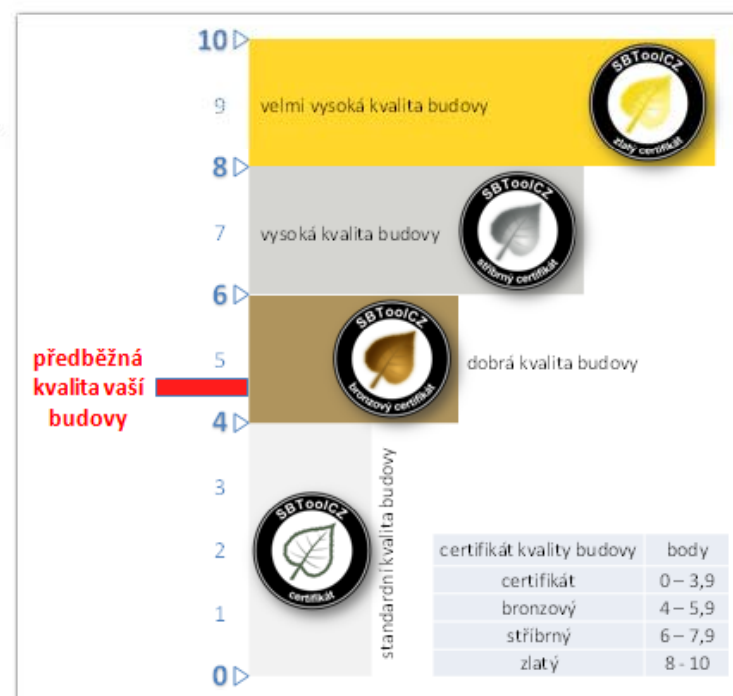 10
9
velmi vysoká kvalita budovy
SBToolCZ
zlatý certifikát
8
7
vysoká kvalita budovy
SBToolCZ
stříbrný certifikát
6
předběžná
kvalita vaší
budovy
5
SBToolCZ
bronzový certifikát
dobrá kvalita budovy
4
3
standardní kvalita budovy
2
SBToolCZ
certifikát
1
0
certifikát kvality budovy body
certifikát 0 – 3,9
bronzový 4 – 5,9
stříbrný 6 – 7,9
zlatý 8 - 10